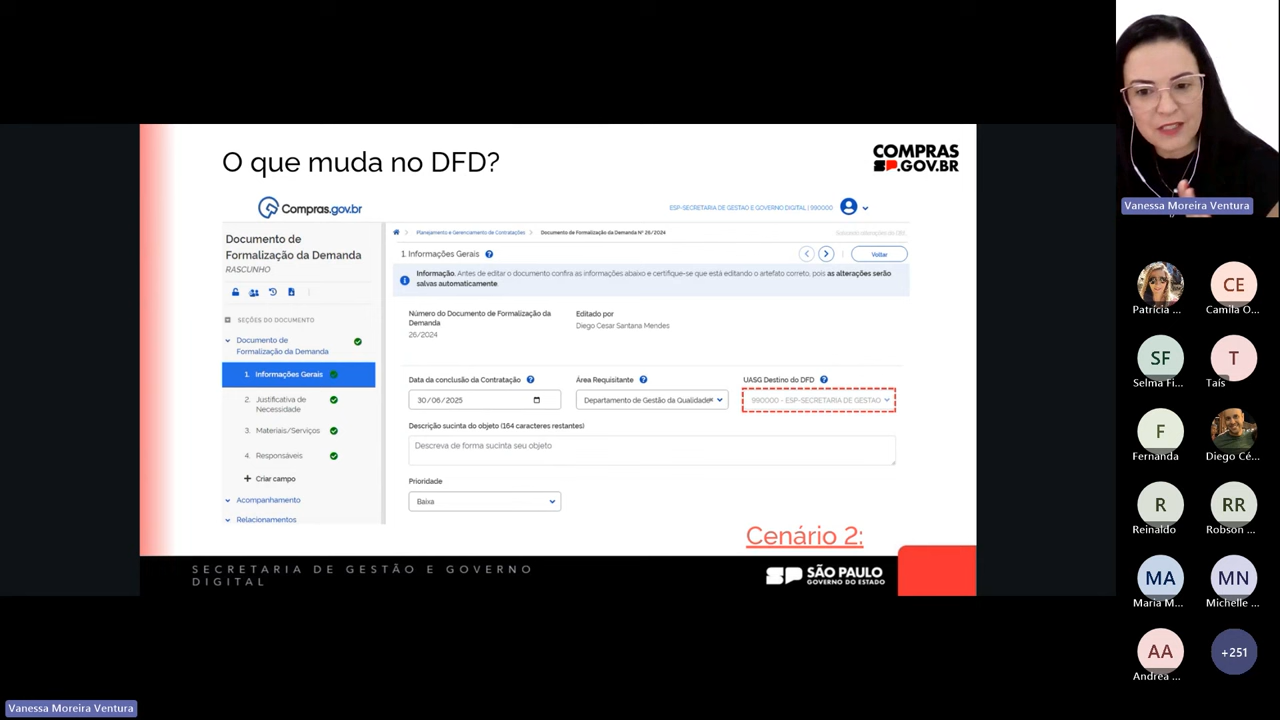 O que muda no DFD?
COMPRAS
SP.GOV.BR
Compras.gov.br
ESP-SECRETARIA DE GESTAO E GOVERNO DIGITAL | 990000
Documento de
Formalização da Demanda
RASCUNHO
SEÇÕES DO DOCUMENTO
Documento de
Formalização da Demanda
1. Informações Gerais
2. Justificativa de
Necessidade
3. Materiais/Serviços
4. Responsáveis
Criar campo
Acompanhamento
Relacionamentos
Planejamento e Gerenciamento de Contratações
Documento de Formalização da Demanda Nº 26/2024
1. Informações Gerais
Voltar
Informação. Antes de editar o documento confira as informações abaixo e certifique-se que está editando o artefato correto, pois as alterações serão
salvas automaticamente.
Número do Documento de Formalização da
Demanda
26/2024
Editado por
Diego Cesar Santana Mendes
Data da conclusão da Contratação
Área Requisitante
UASG Destino do DFD
30/06/2025
Departamento de Gestão da Qualidade
990000 - ESP-SECRETARIA DE GESTAO
Descrição sucinta do objeto (164 caracteres restantes)
Descreva de forma sucinta seu objeto
Prioridade
Baixa
Cenário 2:
SECRETARIA DE GESTÃO E GOVERNO
DIGITAL
SP SÃO PAULO
GOVERNO DO ESTADO
Vanessa Moreira Ventura
CE
Patrícia ...
Camila O...
SF
T
Selma Fi...
Taís
F
Fernanda
Diego Cé...
R
RR
Reinaldo
Robson ...
MA
MN
Maria M...
Michelle ...
AA
+251
Andrea ...
Vanessa Moreira Ventura